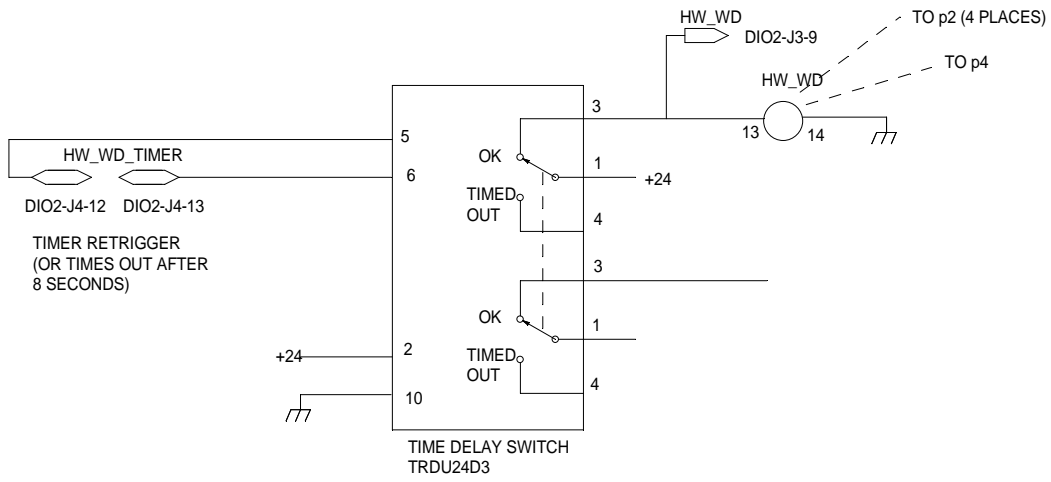 HW_WD
DIO2-J3-9
TO p2 (4 PLACES)
TO p4
HW_WD
13
14
3
5
HW_WD_TIMER
6
OK
1
+24
DIO2-J4-12 DIO2-J4-13
TIMED
OUT
4
TIMER RETRIGGER
(OR TIMES OUT AFTER
8 SECONDS)
3
OK
1
+24
2
TIMED
OUT
4
10
TIME DELAY SWITCH
TRDU24D3